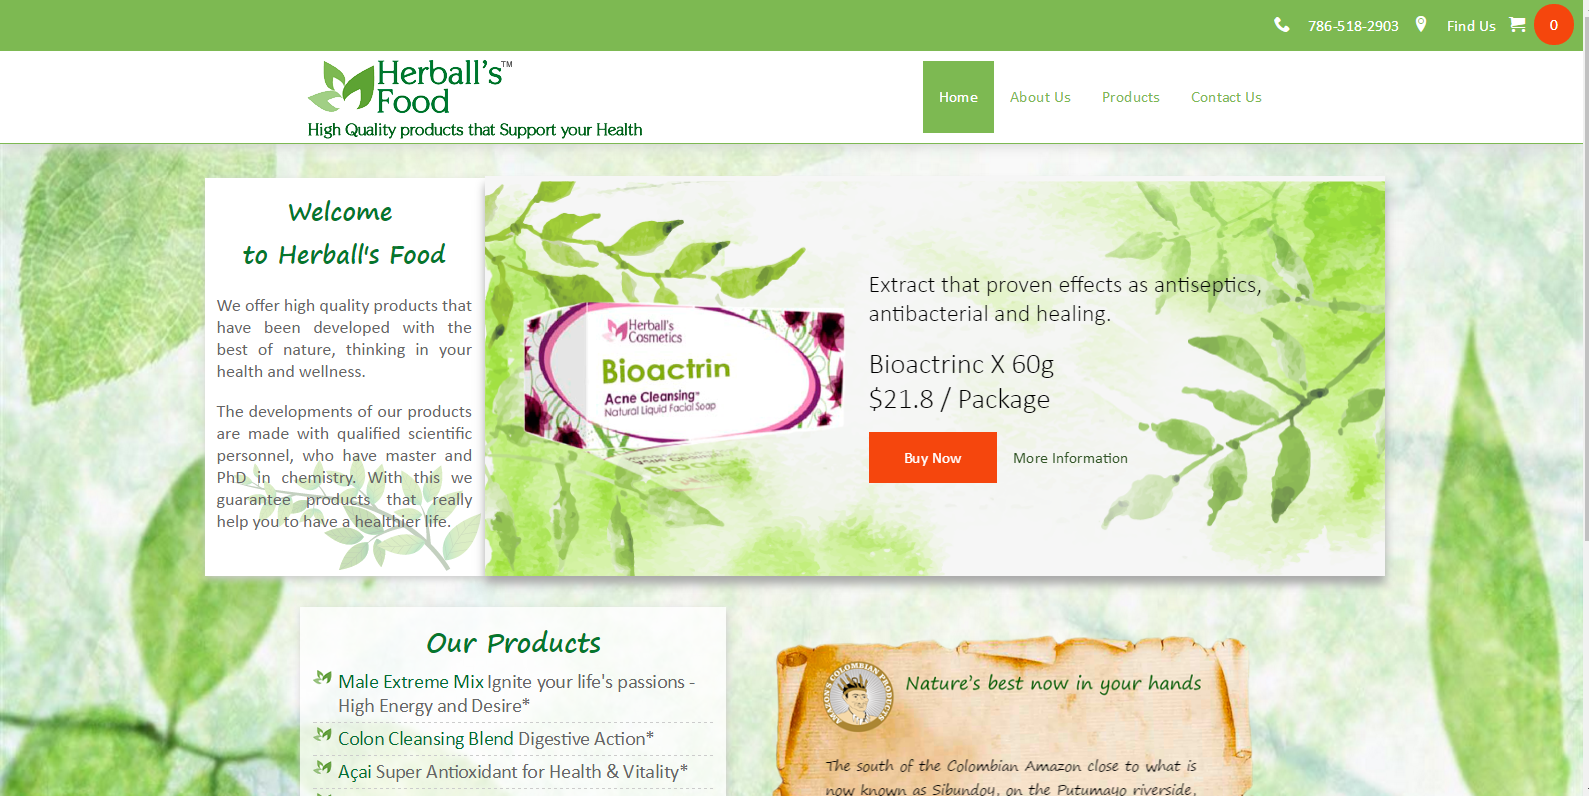 786-518-2903 Find Us 0
Herball's™
Food
High Quality products that Support your Health
Home About Us Products Contact Us
Welcome
to Herball's Food
We offer high quality products that
have been developed with the
best of nature, thinking in your
health and wellness.
The developments of our products
are made with qualified scientific
personnel, who have master and
PhD in chemistry. With this we
guarantee products that really
help you to have a healthier life.
Herball's
Cosmetics
Bioactrin
Acne Cleansing
Natural Liquid Facial Soap
Extract that proven effects as antiseptics,
antibacterial and healing.
Bioactrinc X 60g
$21.8 / Package
Buy Now More Information
Our Products
Male Extreme Mix Ignite your life's passions -
High Energy and Desire*
Colon Cleansing Blend Digestive Action*
Açai Super Antioxidant for Health & Vitality*
AMAZON'S COLOMBIAN PRODUCTS
Nature's best now in your hands
The south of the Colombian Amazon close to what is
now known as Sibundoy, on the Putumayo riverside,